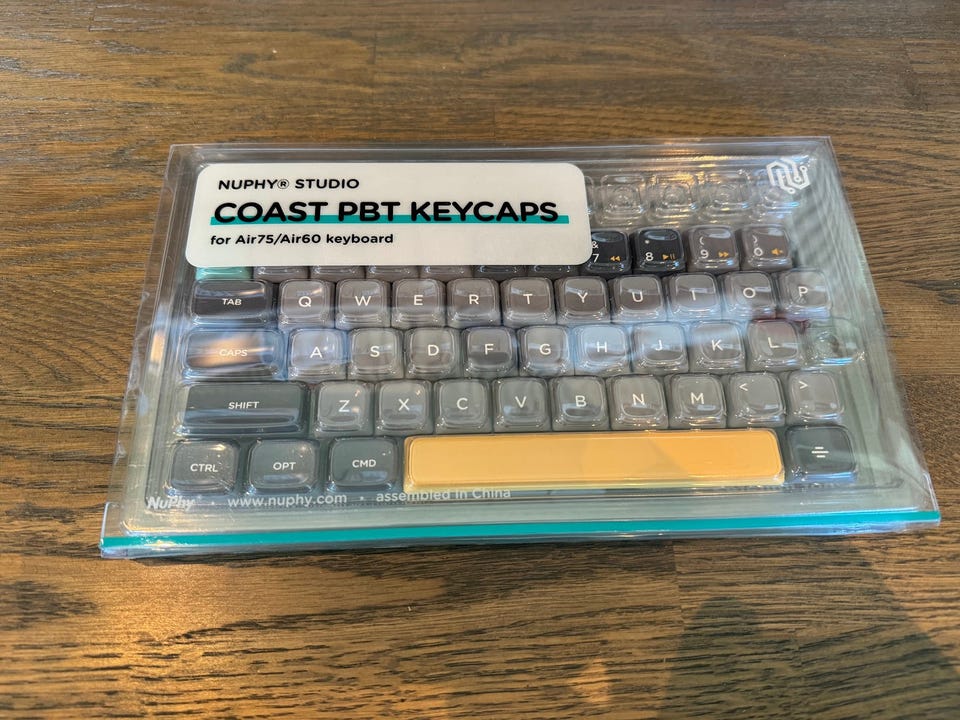 NUPHY® STUDIO
COAST PBT KEYCAPS
for Air75/Air60 keyboard
& * ( )
7 8 9 0
TAB Q W E R T Y U I O P
CAPS A S D F G H J K L
SHIFT Z X C V B N M < >
CTRL OPT CMD
NuPhy® www.nuphy.com • assembled in China